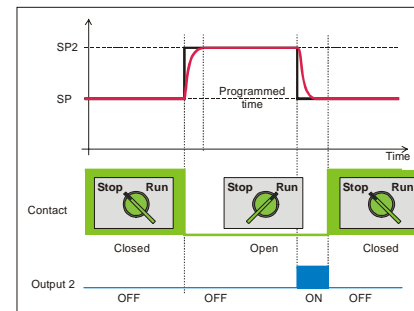 SP2
Programmed
SP
time
Time
Stop Run
Stop Run
Stop Run
Contact
Closed
Open
Closed
Output 2
OFF
OFF
ON
OFF